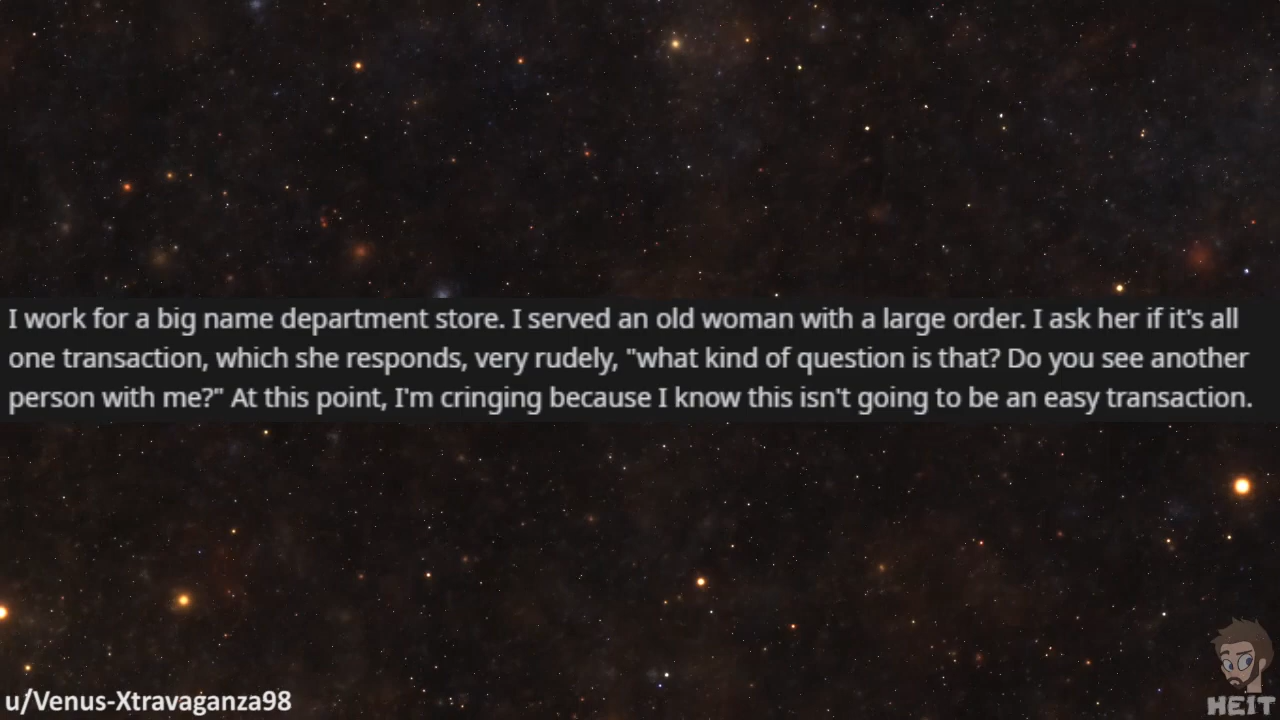 I work for a big name department store. I served an old woman with a large order. I ask her if it's all
one transaction, which she responds, very rudely, "what kind of question is that? Do you see another
person with me?" At this point, I'm cringing because I know this isn't going to be an easy transaction.
u/Venus-Xtravaganza98
HEIT